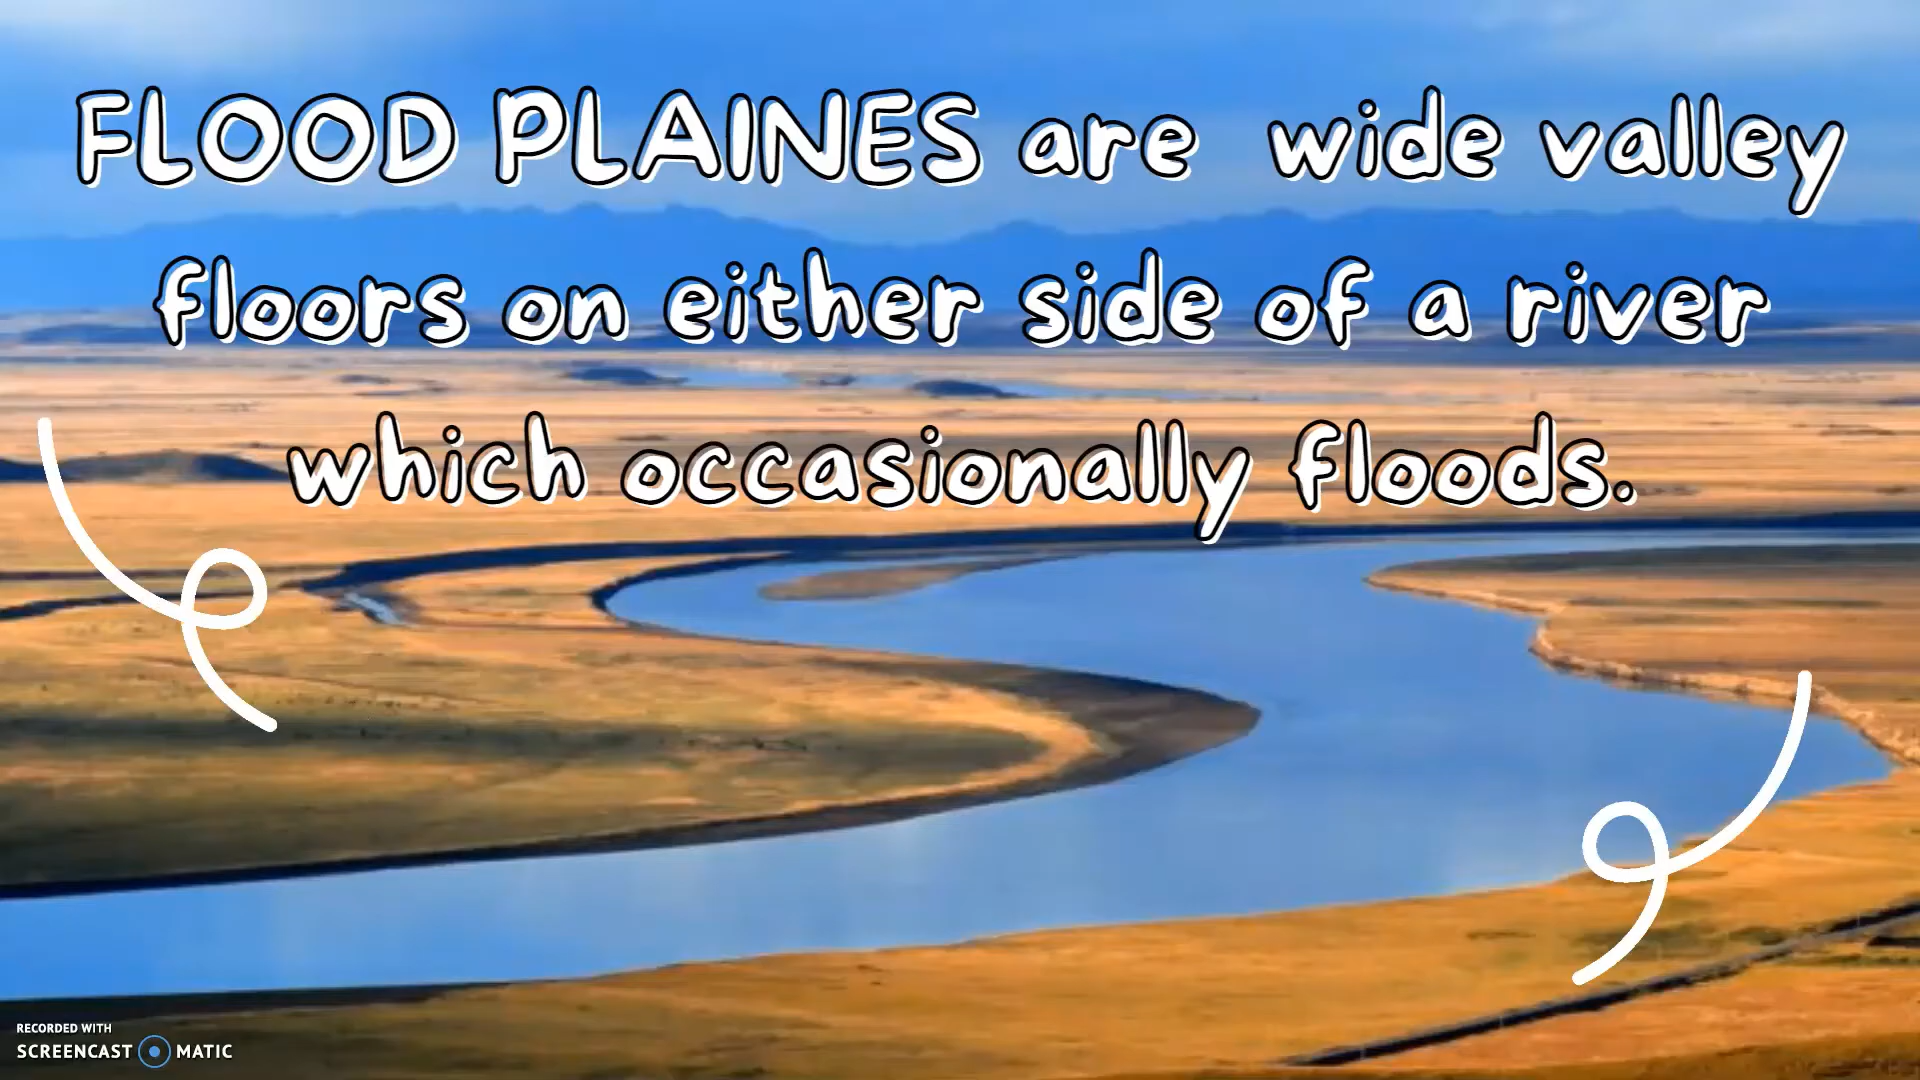 FLOOD PLAINES are wide valley
floors on either side of a river
which occasionally floods.
RECORDED WITH
SCREENCAST MATIC